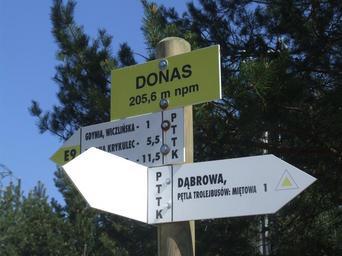 DONAS
205,6 m npm
GDYNIA, WICZLIŃSKA - 1
KRYKULEC - 5,5
- 11,5
E9
PTTK
PTTK
DĄBROWA,
PĘTLA TROLEJBUSÓW: MIĘTOWA 1